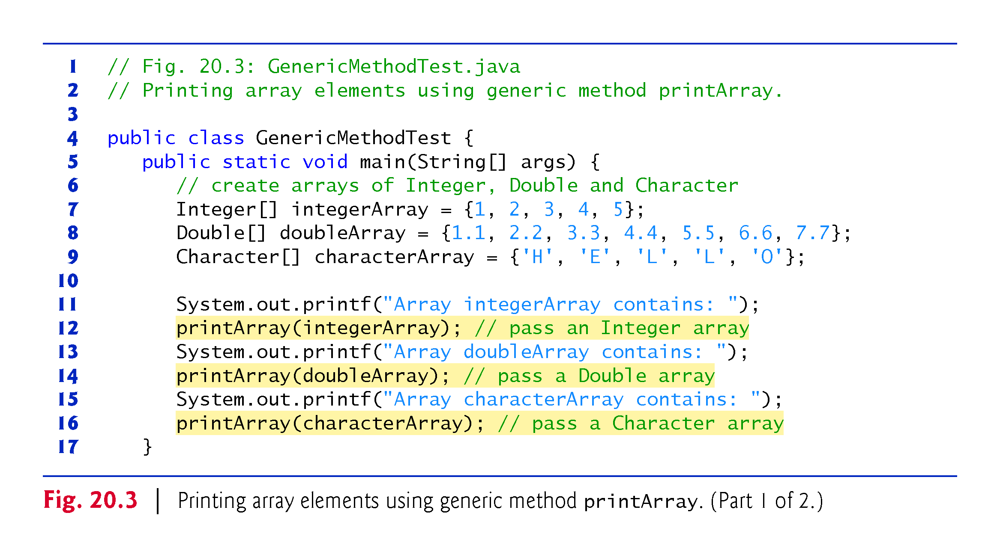 1 // Fig. 20.3: GenericMethodTest.java
2 // Printing array elements using generic method printArray.
3
4 public class GenericMethodTest {
5 public static void main(String[] args) {
6 // create arrays of Integer, Double and Character
7 Integer[] integerArray = {1, 2, 3, 4, 5};
8 Double[] doubleArray = {1.1, 2.2, 3.3, 4.4, 5.5, 6.6, 7.7};
9 Character[] characterArray = {'H', 'E', 'L', 'L', 'O'};
10
11 System.out.printf("Array integerArray contains: ");
12 printArray(integerArray); // pass an Integer array
13 System.out.printf("Array doubleArray contains: ");
14 printArray(doubleArray); // pass a Double array
15 System.out.printf("Array characterArray contains: ");
16 printArray(characterArray); // pass a Character array
17 }
Fig. 20.3 | Printing array elements using generic method printArray. (Part 1 of 2.)